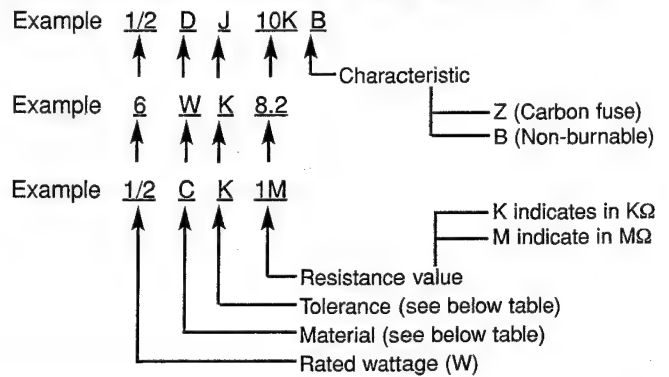 Example 1/2 D J 10K B
Characteristic
Z (Carbon fuse)
B (Non-burnable)
Example 6 W K 8.2
Example 1/2 C K 1M
K indicates in KΩ
M indicate in MΩ
Resistance value
Tolerance (see below table)
Material (see below table)
Rated wattage (W)